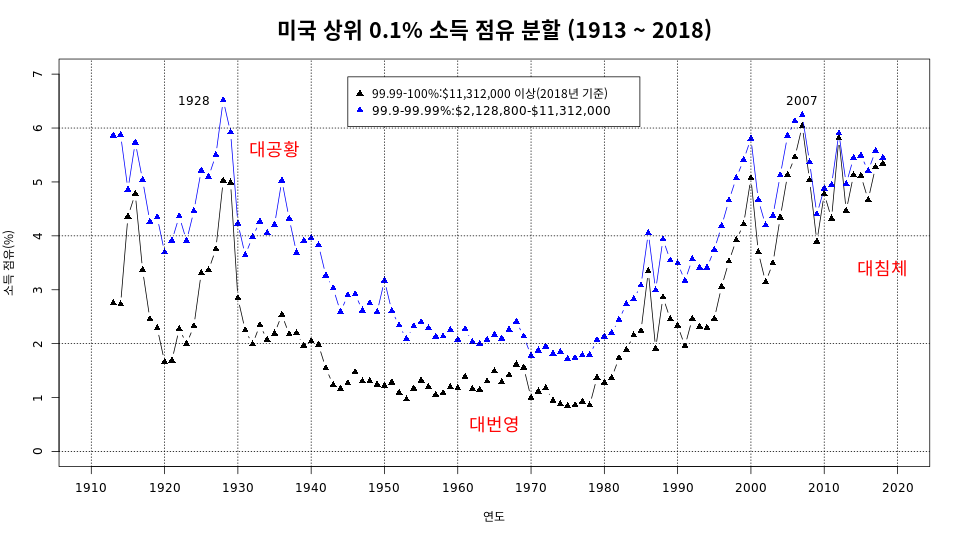 미국 상위 0.1% 소득 점유 분할 (1913 ~ 2018)
99.99-100%:$11,312,000 이상(2018년 기준)
99.9-99.99%:$2,128,800-$11,312,000
1928
2007
대공황
대침체
대번영
소득 점유(%)
7
6
5
4
3
2
1
0
1910 1920 1930 1940 1950 1960 1970 1980 1990 2000 2010 2020
연도